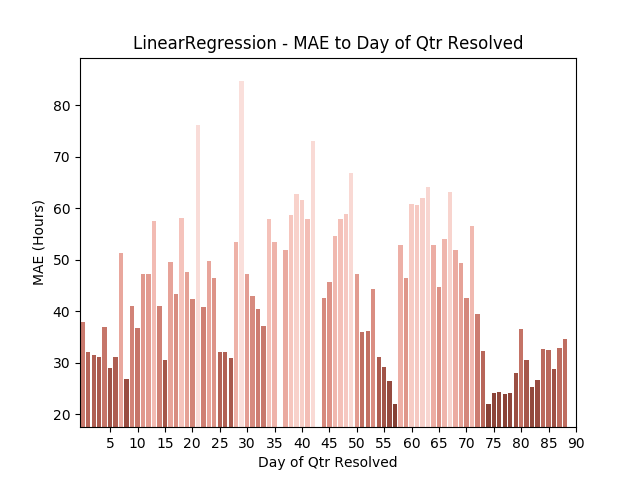 LinearRegression - MAE to Day of Qtr Resolved
MAE (Hours)
80
70
60
50
40
30
20
5 10 15 20 25 30 35 40 45 50 55 60 65 70 75 80 85 90
Day of Qtr Resolved